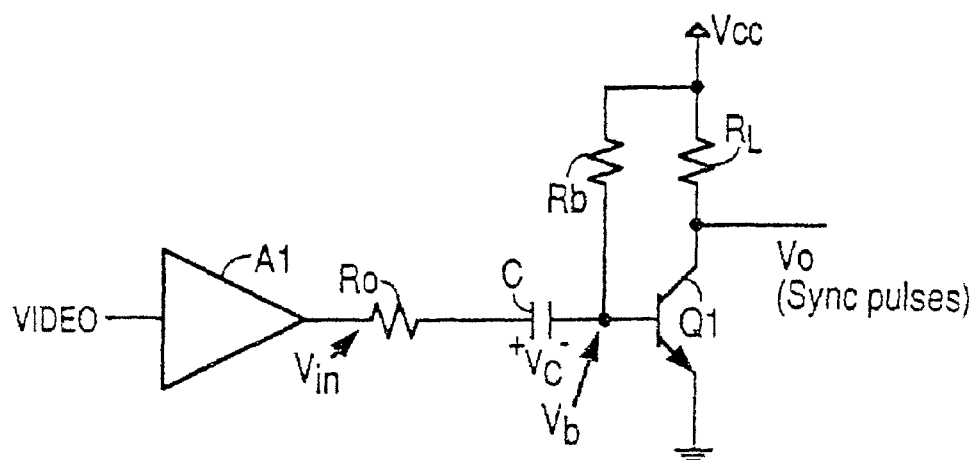 Vcc
RL
Rb
A1
Ro
C
Vo
(Sync pulses)
VIDEO
Q1
Vin
+ VC -
Vb